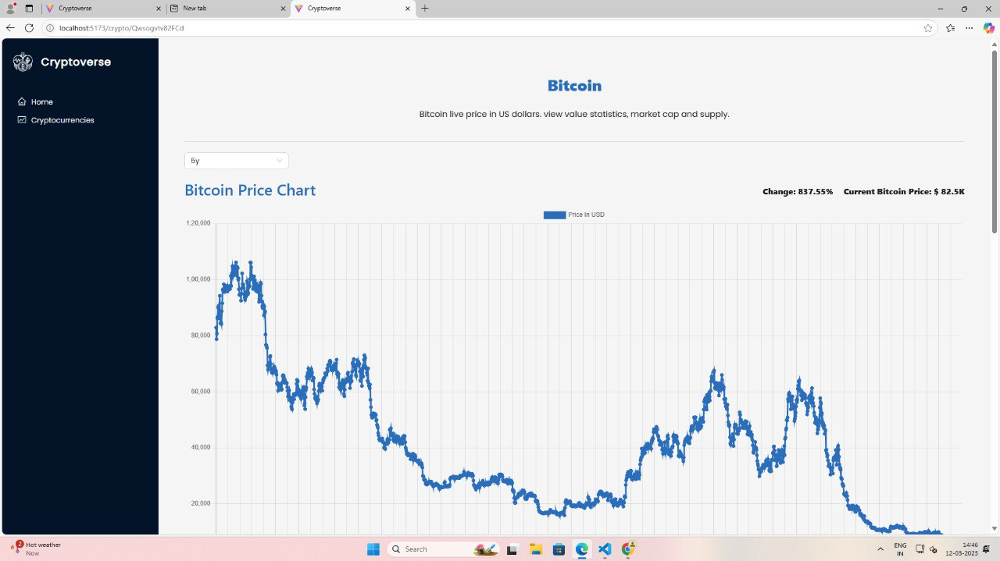 Cryptoverse
New tab
Cryptoverse
localhost:5173/crypto/Qwsogvtv82FCd
Cryptoverse
Home
Cryptocurrencies
Bitcoin
Bitcoin live price in US dollars. view value statistics, market cap and supply.
5y
Bitcoin Price Chart
Change: 837.55% Current Bitcoin Price: $ 82.5K
Price In USD
1,20,000
1,00,000
80,000
60,000
40,000
20,000
2
Hot weather
Now
Search
ENG
IN
14:46
12-03-2025